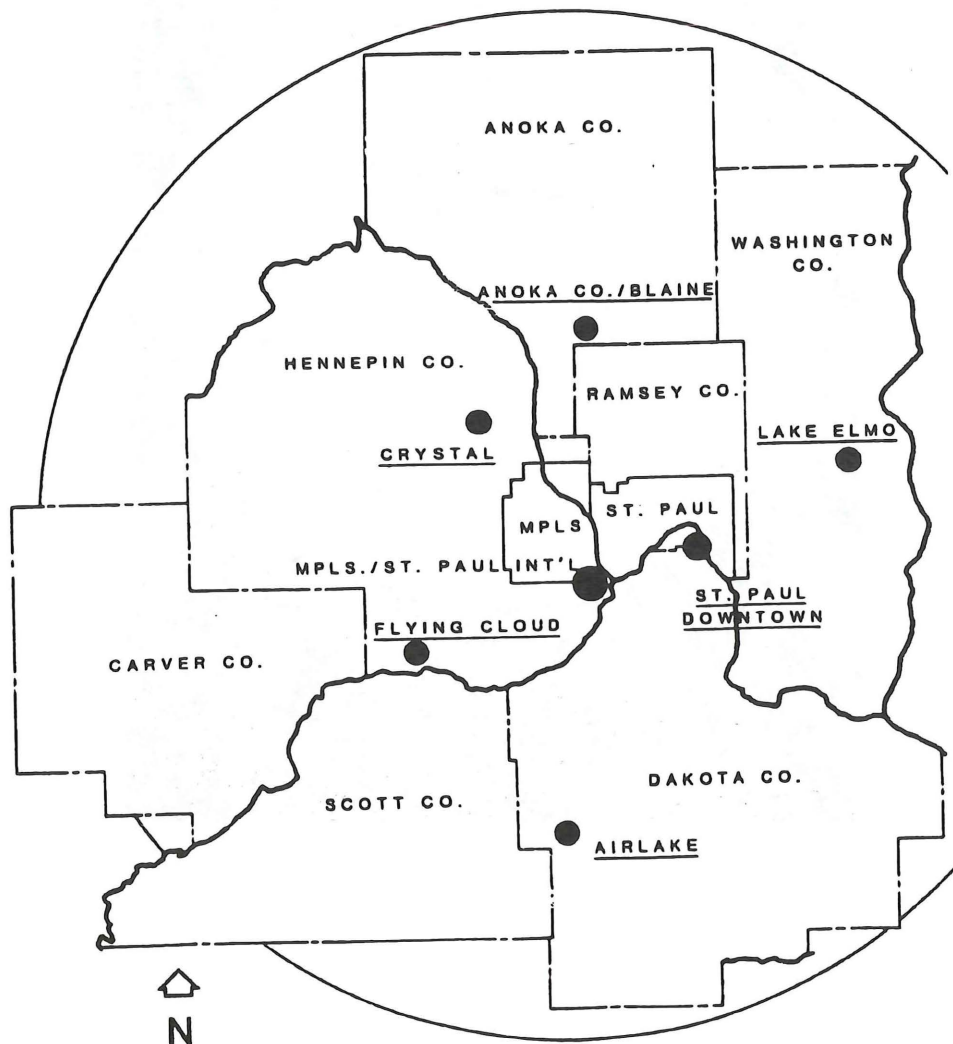 ANOKA CO.
WASHINGTON
CO.
ANOKA CO./BLAINE
HENNEPIN CO.
RAMSEY CO.
LAKE ELMO
CRYSTAL
ST. PAUL
MPLS
MPLS./ST. PAUL INT'L
ST. PAUL
DOWNTOWN
FLYING CLOUD
CARVER CO.
DAKOTA CO.
SCOTT CO.
AIRLAKE
N